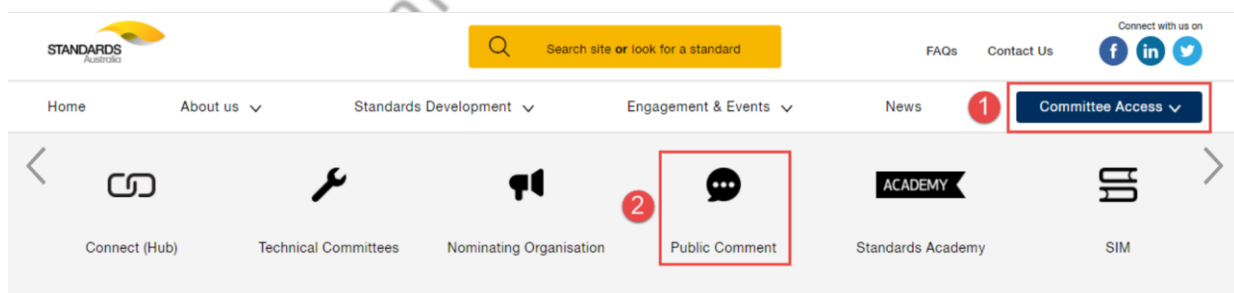 Connect with us on
STANDARDS
Australia
Search site or look for a standard
FAQs Contact Us
f in
Home About us Standards Development Engagement & Events News 1 Committee Access
2
ACADEMY
Connect (Hub) Technical Committees Nominating Organisation Public Comment Standards Academy SIM